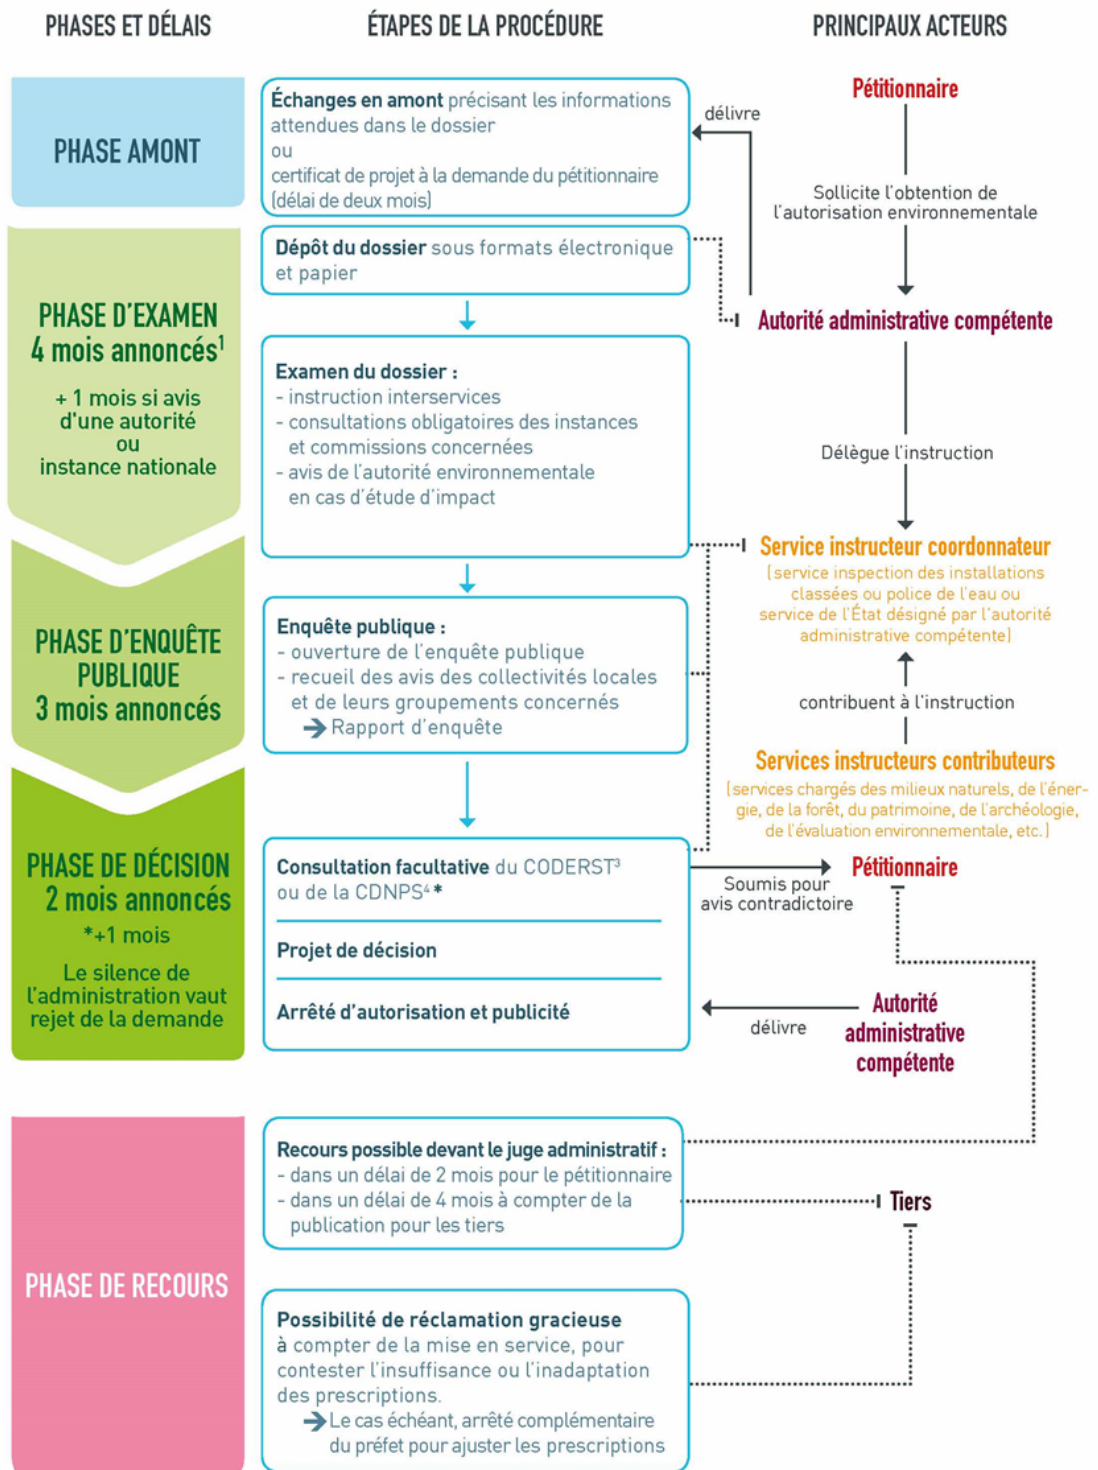 PHASES ET DÉLAIS
ÉTAPES DE LA PROCÉDURE
PRINCIPAUX ACTEURS
PHASE AMONT
Échanges en amont précisant les informations
attendues dans le dossier
ou
certificat de projet à la demande du pétitionnaire
(délai de deux mois)
délivre
Pétitionnaire
Sollicite l'obtention de
l'autorisation environnementale
PHASE D'EXAMEN
4 mois annoncés¹
+ 1 mois si avis
d'une autorité
ou
instance nationale
Dépôt du dossier sous formats électronique
et papier
Autorité administrative compétente
Examen du dossier :
- instruction interservices
- consultations obligatoires des instances
et commissions concernées
- avis de l'autorité environnementale
en cas d'étude d'impact
Délègue l'instruction
Service instructeur coordonnateur
(service inspection des installations
classées ou police de l'eau ou
service de l'État désigné par l'autorité
administrative compétente)
PHASE D'ENQUÊTE
PUBLIQUE
3 mois annoncés
Enquête publique :
- ouverture de l'enquête publique
- recueil des avis des collectivités locales
et de leurs groupements concernés
➔ Rapport d'enquête
contribuent à l'instruction
Services instructeurs contributeurs
(services chargés des milieux naturels, de l'éner-
gie, de la forêt, du patrimoine, de l'archéologie,
de l'évaluation environnementale, etc.)
PHASE DE DÉCISION
2 mois annoncés
*+1 mois
Le silence de
l'administration vaut
rejet de la demande
Consultation facultative du CODERST³
ou de la CDNPS⁴ *
Projet de décision
Arrêté d'autorisation et publicité
Soumis pour
avis contradictoire
Pétitionnaire
délivre
Autorité
administrative
compétente
PHASE DE RECOURS
Recours possible devant le juge administratif :
- dans un délai de 2 mois pour le pétitionnaire
- dans un délai de 4 mois à compter de la
publication pour les tiers
Tiers
Possibilité de réclamation gracieuse
à compter de la mise en service, pour
contester l'insuffisance ou l'inadaptation
des prescriptions.
➔ Le cas échéant, arrêté complémentaire
du préfet pour ajuster les prescriptions